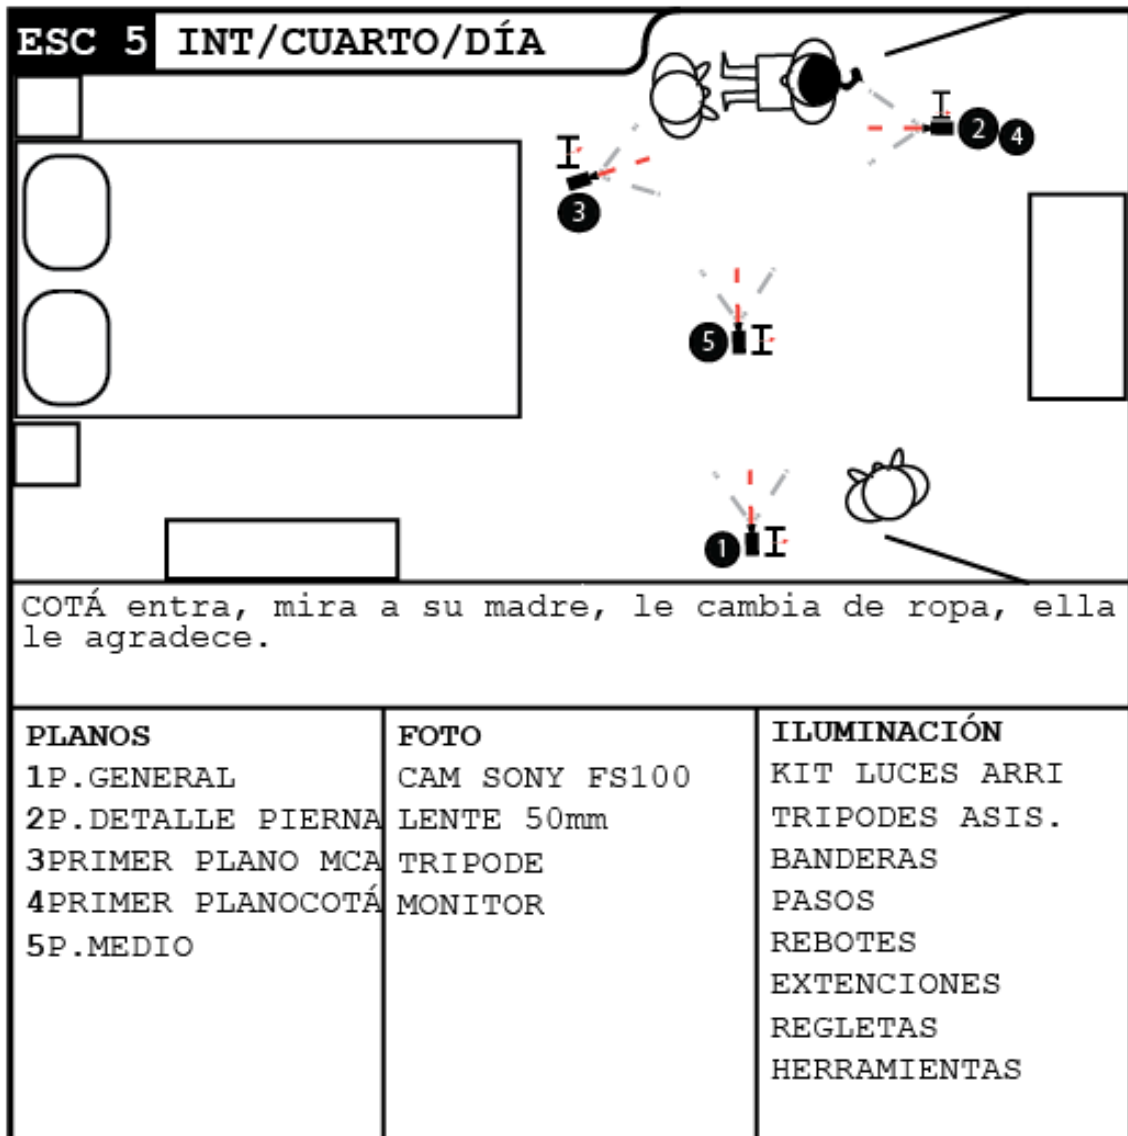 ESC 5 INT/CUARTO/DÍA
2 4
3
5
1
COTÁ entra, mira a su madre, le cambia de ropa, ella
le agradece.
PLANOS
1P.GENERAL
2P.DETALLE PIERNA
3PRIMER PLANO MCA
4PRIMER PLANOCOTÁ
5P.MEDIO
FOTO
CAM SONY FS100
LENTE 50mm
TRIPODE
MONITOR
ILUMINACIÓN
KIT LUCES ARRI
TRIPODES ASIS.
BANDERAS
PASOS
REBOTES
EXTENCIONES
REGLETAS
HERRAMIENTAS